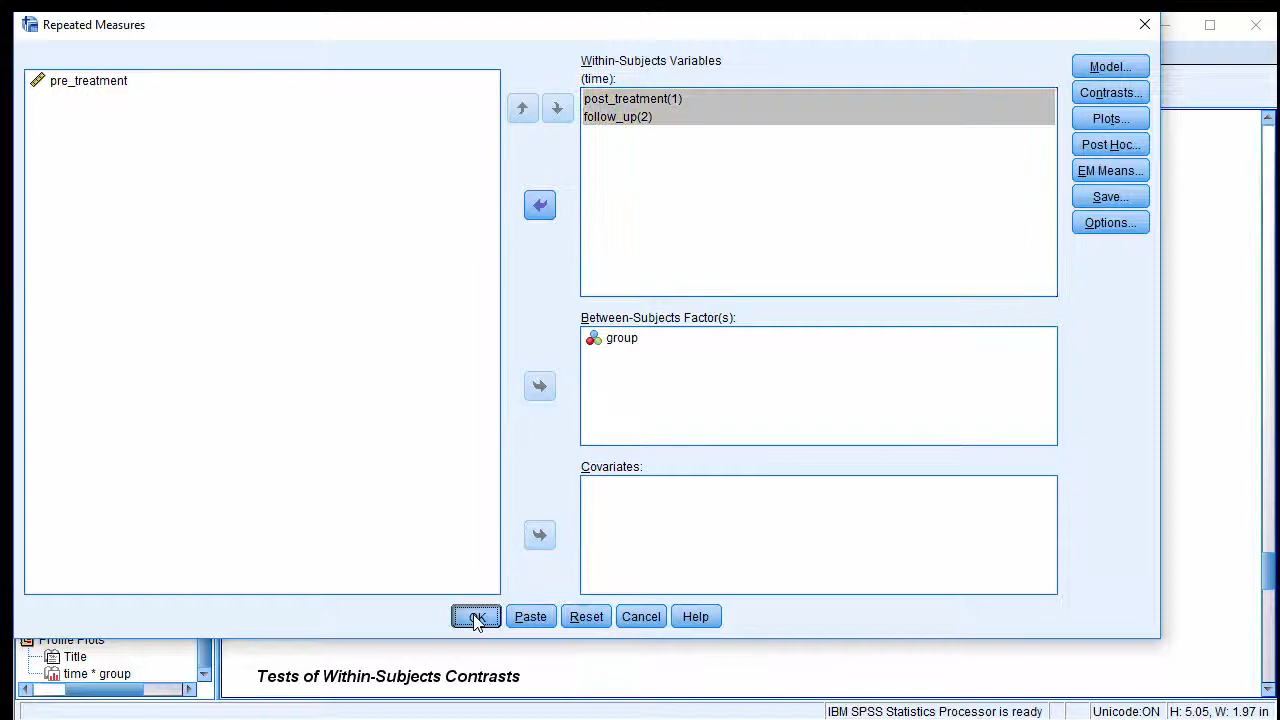 Repeated Measures
pre_treatment
Within-Subjects Variables
(time):
post_treatment(1)
follow_up(2)
Between-Subjects Factor(s):
group
Covariates:
Model...
Contrasts...
Plots...
Post Hoc...
EM Means...
Save...
Options...
OK
Paste
Reset
Cancel
Help
Profile Plots
Title
time * group
Tests of Within-Subjects Contrasts
IBM SPSS Statistics Processor is ready
Unicode:ON
H: 5.05, W: 1.97 in